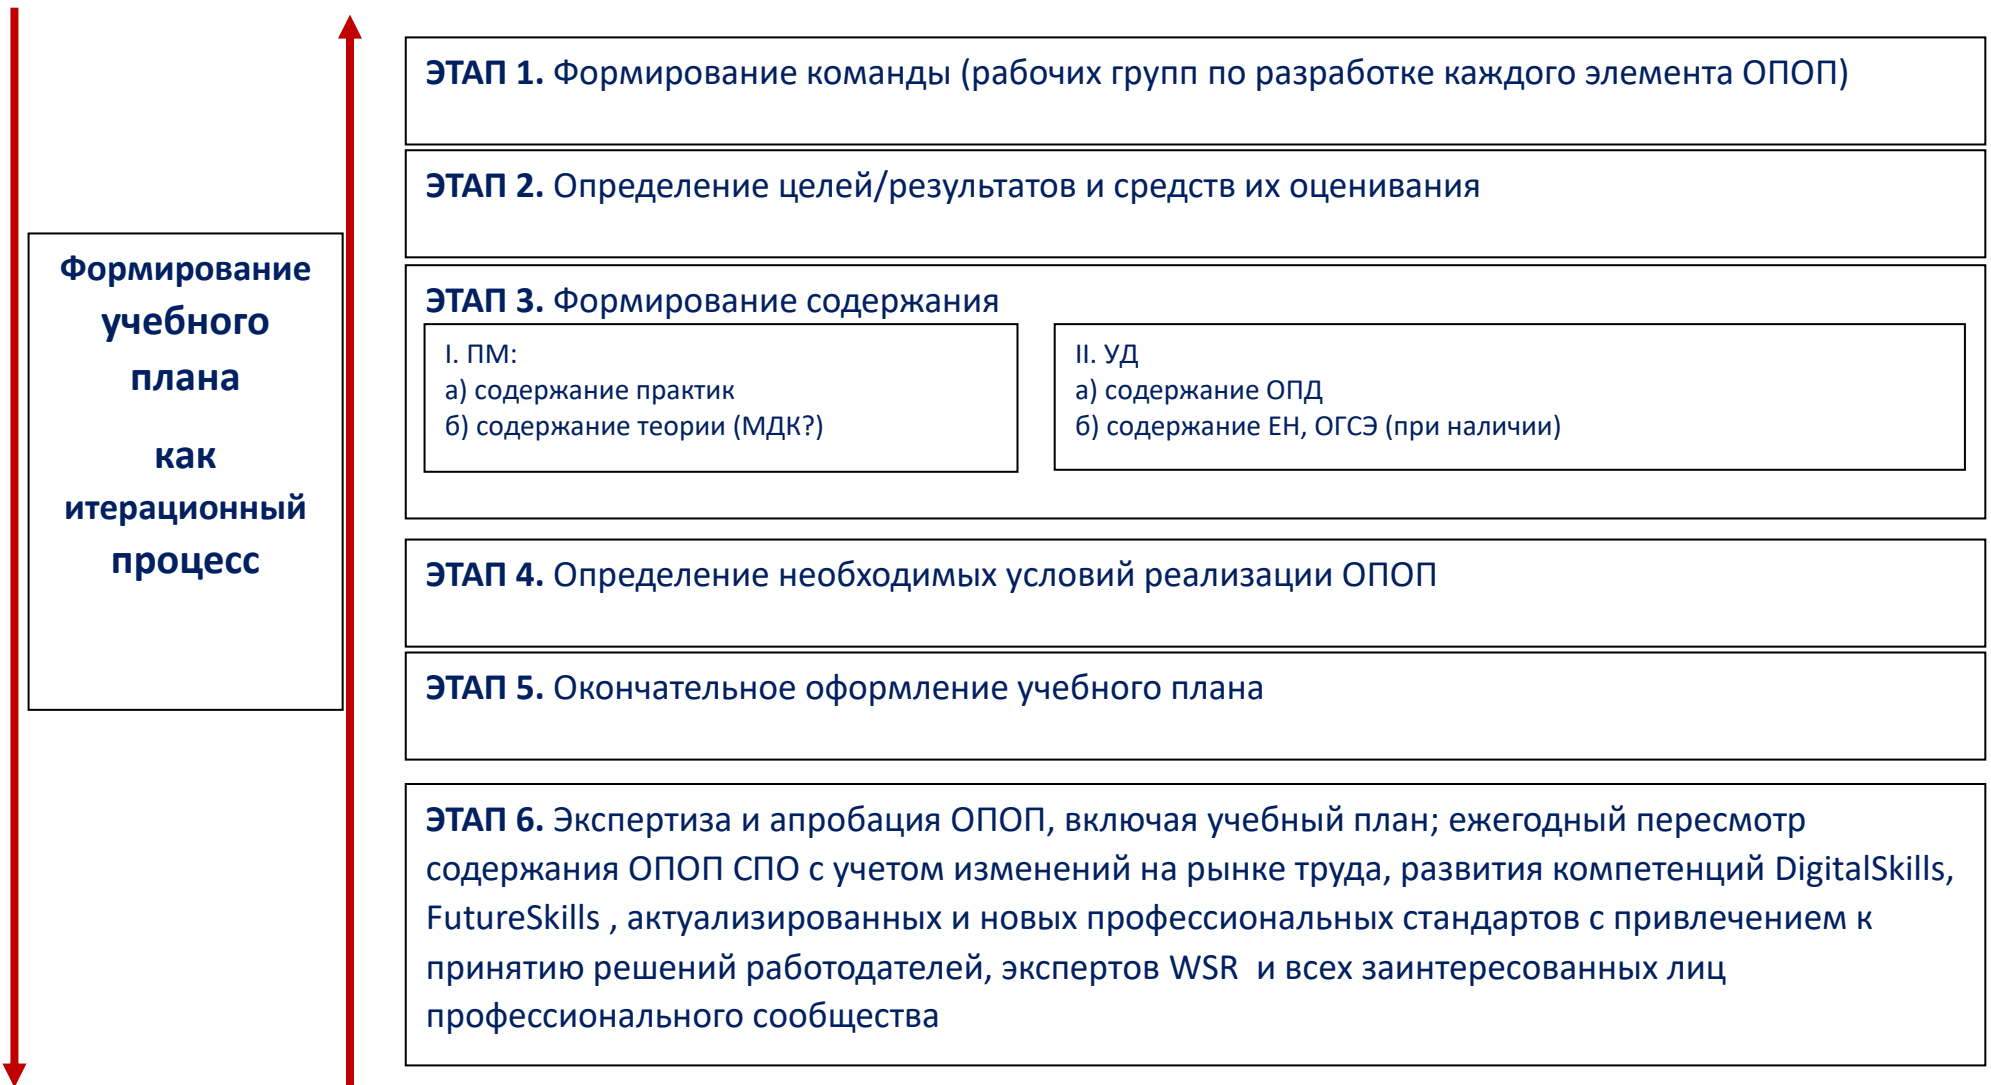 Формирование
учебного
плана
как
итерационный
процесс
ЭТАП 1. Формирование команды (рабочих групп по разработке каждого элемента ОПОП)
ЭТАП 2. Определение целей/результатов и средств их оценивания
ЭТАП 3. Формирование содержания
I. ПМ:
а) содержание практик
б) содержание теории (МДК?)
II. УД
а) содержание ОПД
б) содержание ЕН, ОГСЭ (при наличии)
ЭТАП 4. Определение необходимых условий реализации ОПОП
ЭТАП 5. Окончательное оформление учебного плана
ЭТАП 6. Экспертиза и апробация ОПОП, включая учебный план; ежегодный пересмотр
содержания ОПОП СПО с учетом изменений на рынке труда, развития компетенций DigitalSkills,
FutureSkills , актуализированных и новых профессиональных стандартов с привлечением к
принятию решений работодателей, экспертов WSR  и всех заинтересованных лиц
профессионального сообщества